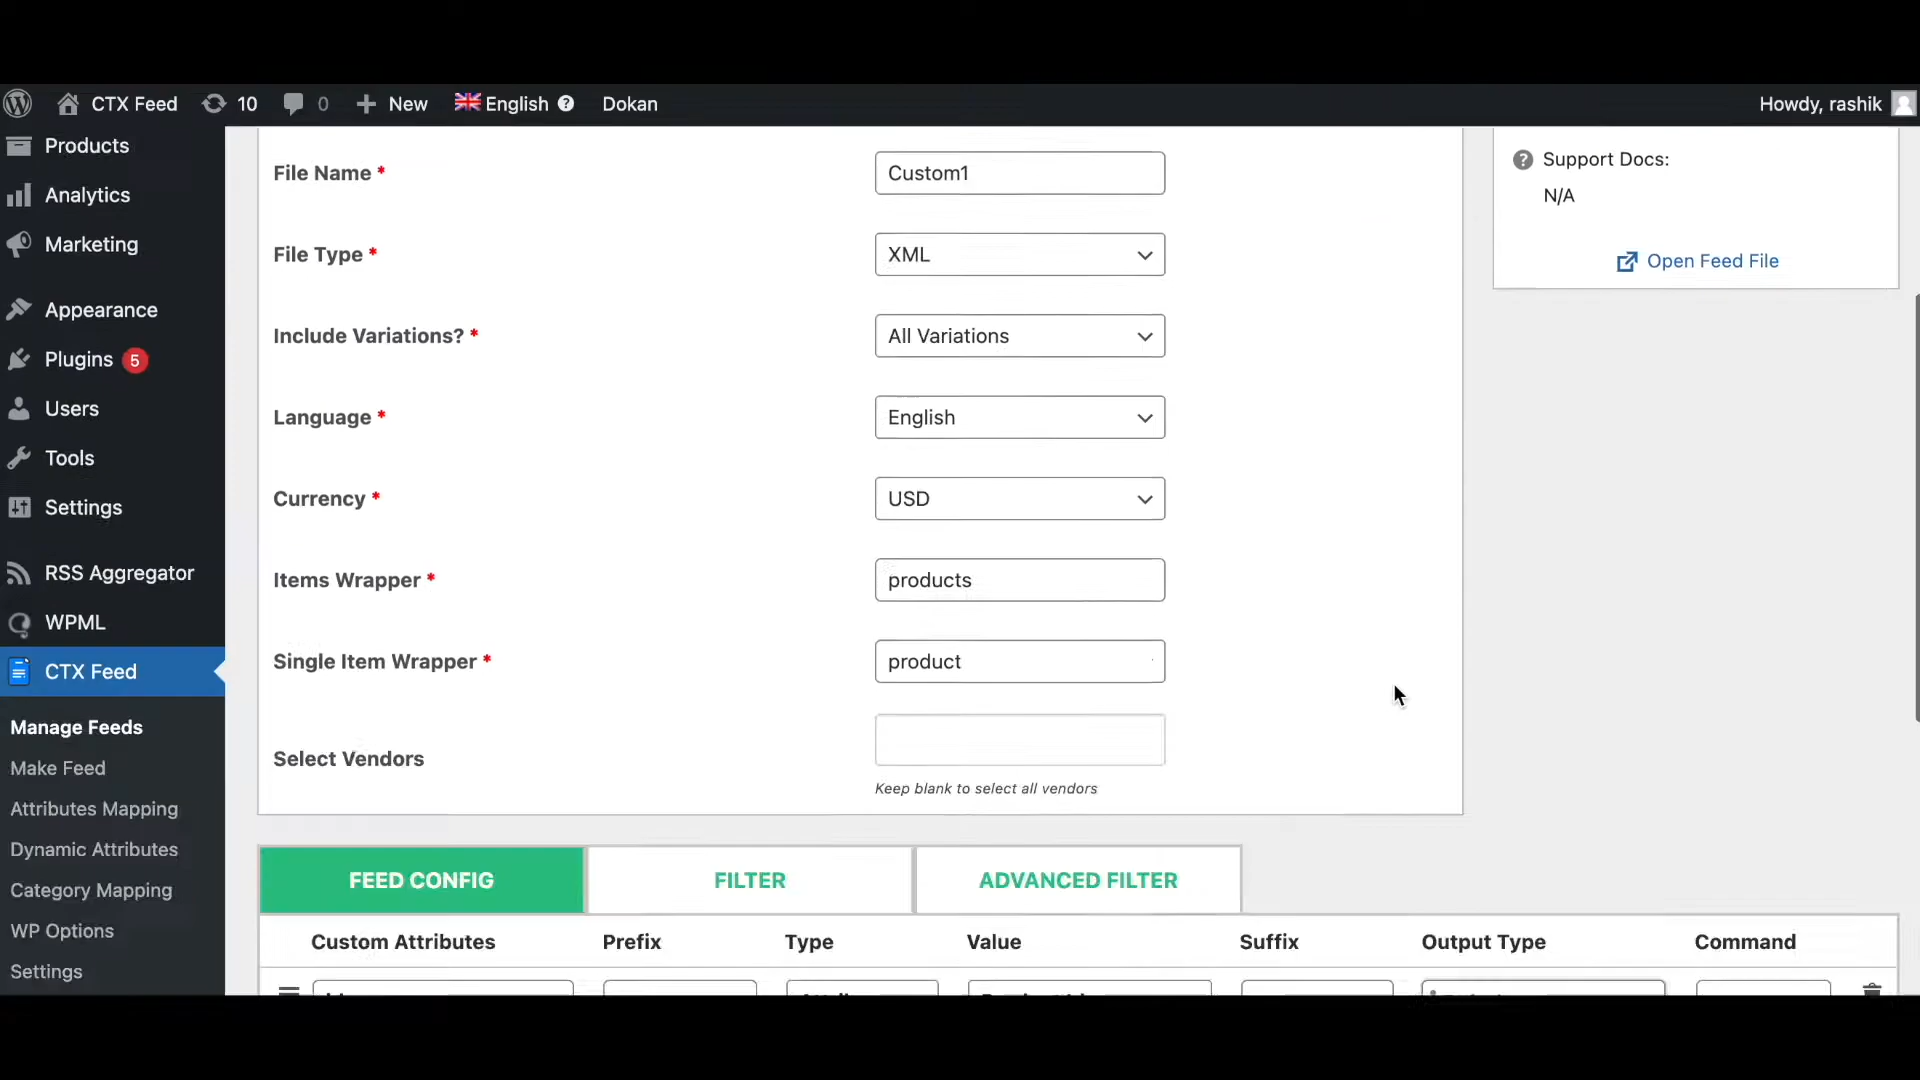 CTX Feed 10 0 New English Dokan Howdy, rashik
Products
Analytics
Marketing
Appearance
Plugins 5
Users
Tools
Settings
RSS Aggregator
WPML
CTX Feed
Manage Feeds
Make Feed
Attributes Mapping
Dynamic Attributes
Category Mapping
WP Options
Settings
File Name * Custom1
File Type * XML
Include Variations? * All Variations
Language * English
Currency * USD
Items Wrapper * products
Single Item Wrapper * product
Select Vendors
Keep blank to select all vendors
Support Docs:
N/A
Open Feed File
FEED CONFIG FILTER ADVANCED FILTER
Custom Attributes Prefix Type Value Suffix Output Type Command